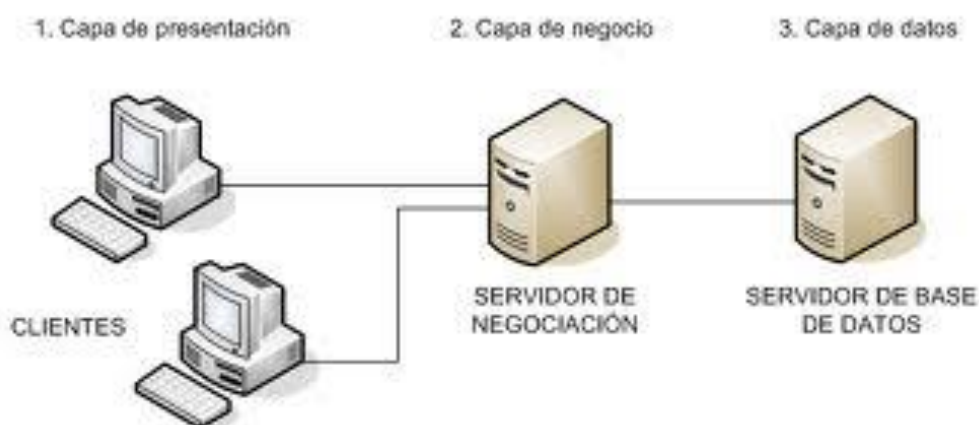 1. Capa de presentación
2. Capa de negocio
3. Capa de datos
CLIENTES
SERVIDOR DE
NEGOCIACIÓN
SERVIDOR DE BASE
DE DATOS